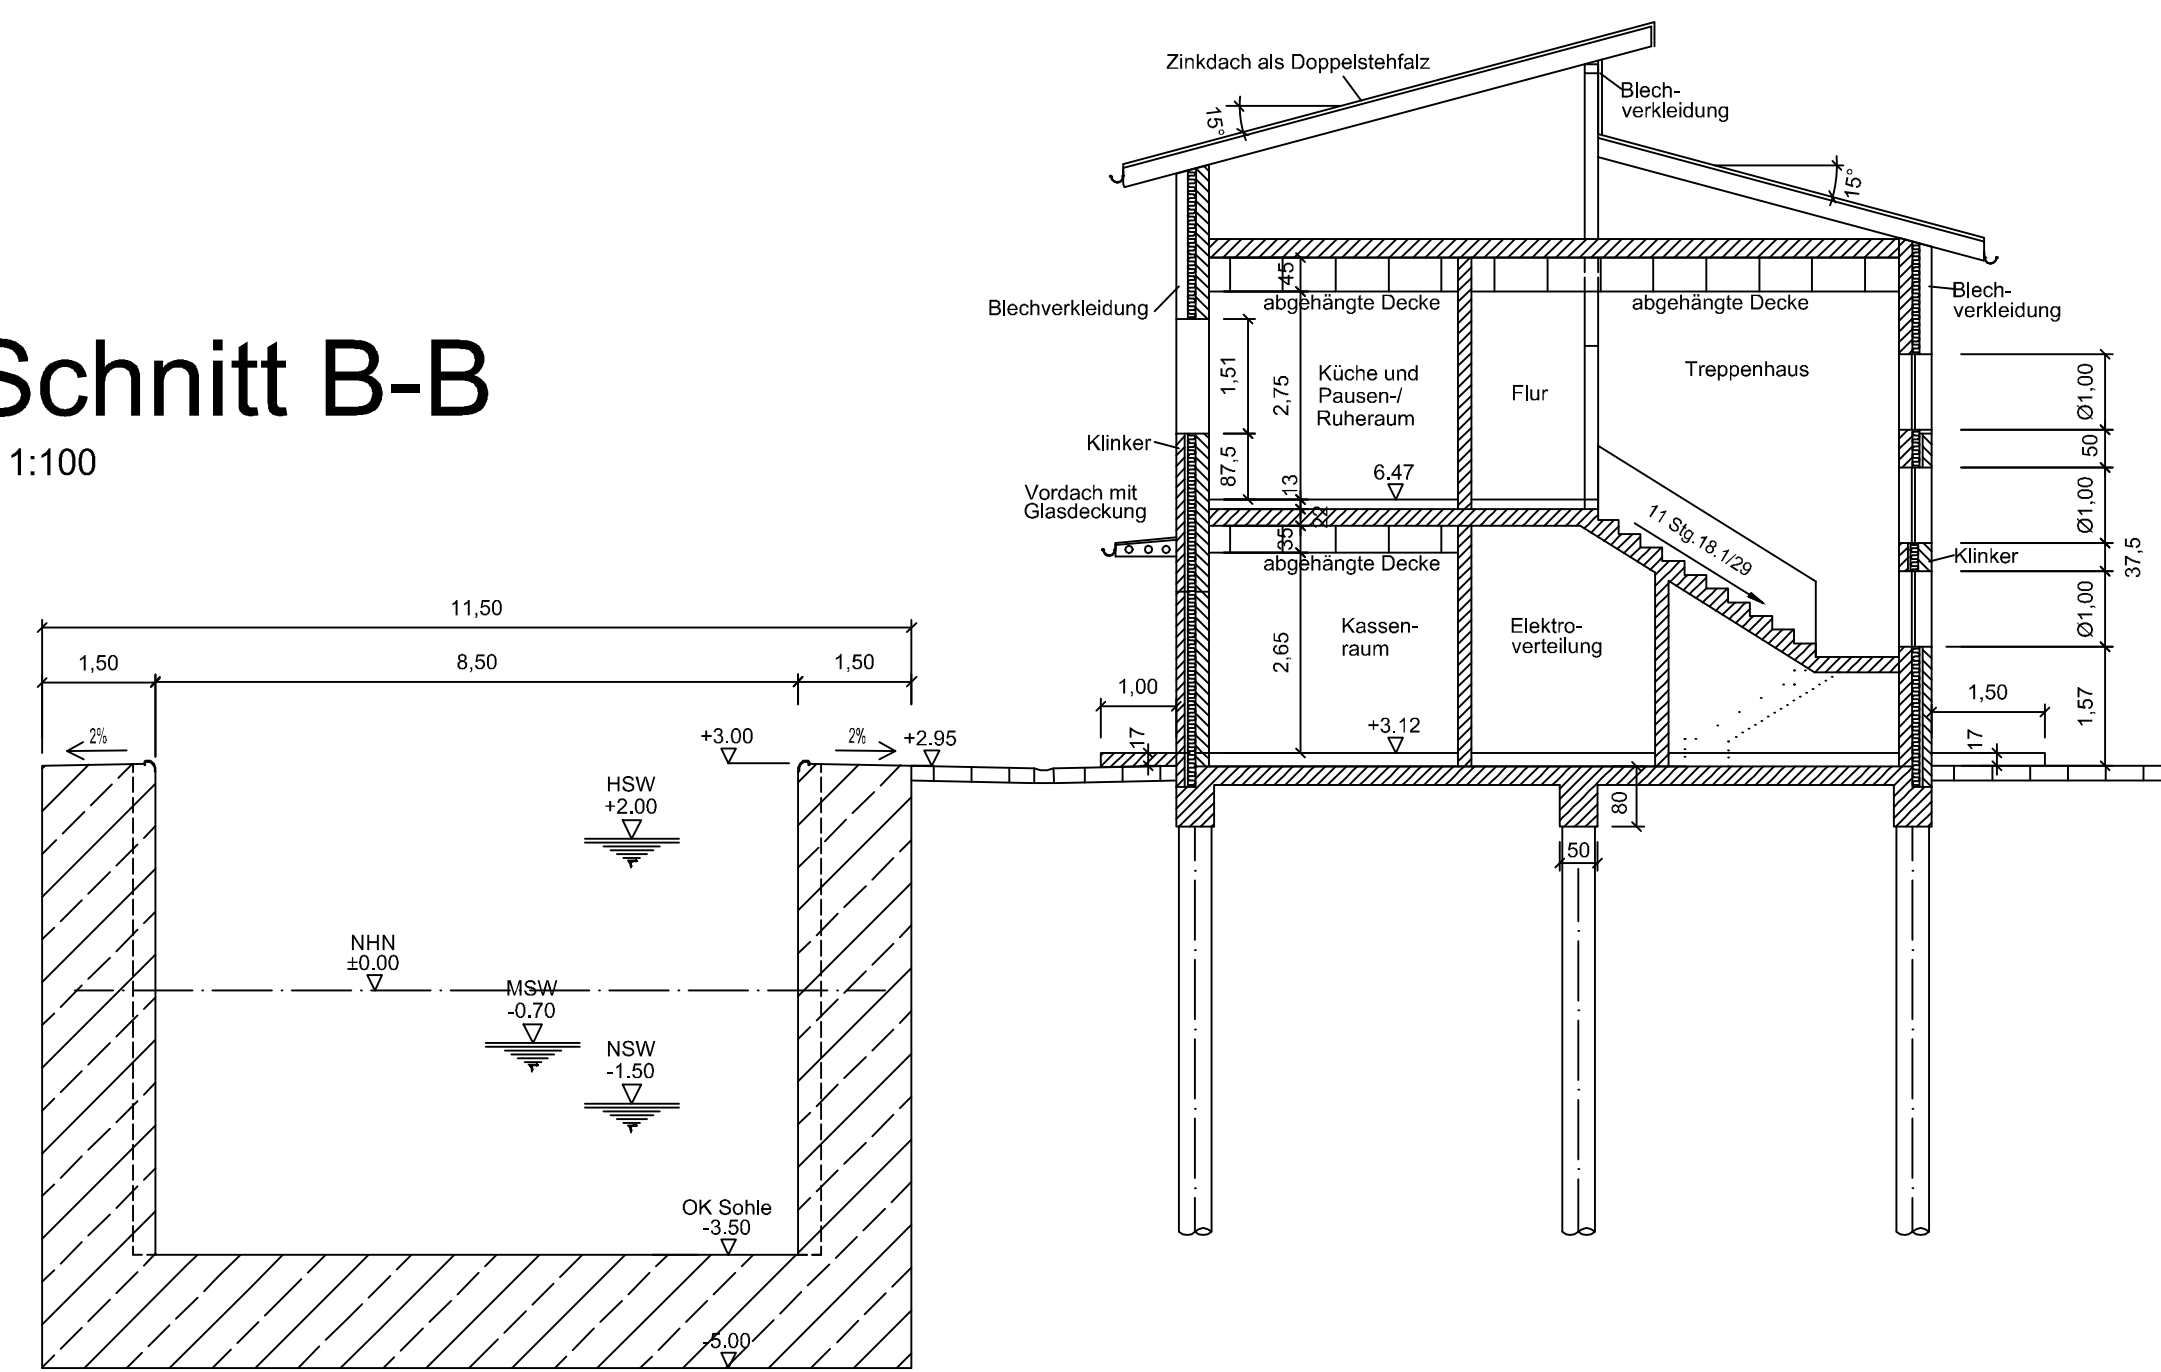 Schnitt B-B
1:100
Zinkdach als Doppelstehfalz
15°
Blech-
verkleidung
15°
Blechverkleidung
45
abgehängte Decke
abgehängte Decke
Blech-
verkleidung
1,51
2,75
Küche und
Pausen-/
Ruheraum
Flur
Treppenhaus
Ø1,00
Klinker
87,5
13
6.47
50
Vordach mit
Glasdeckung
22
35
abgehängte Decke
11 Stg.18.1/29
Ø1,00
Klinker
37,5
2,65
Kassen-
raum
Elektro-
verteilung
Ø1,00
1,00
17
+3.12
1,50
17
1,57
80
50
11,50
1,50
8,50
1,50
2%
2%
+3.00
+2.95
HSW
+2.00
NHN
±0.00
MSW
-0.70
NSW
-1.50
OK Sohle
-3.50
-5.00